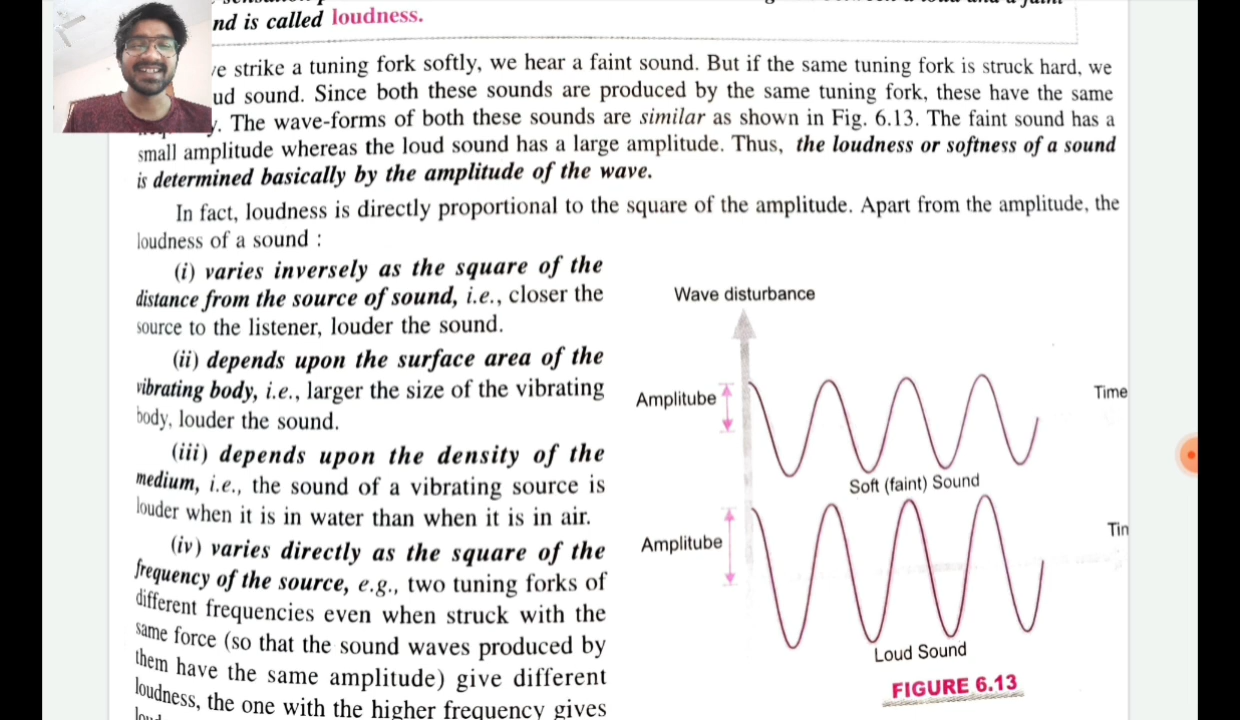 nd is called loudness.
e strike a tuning fork softly, we hear a faint sound. But if the same tuning fork is struck hard, we
ud sound. Since both these sounds are produced by the same tuning fork, these have the same
y. The wave-forms of both these sounds are similar as shown in Fig. 6.13. The faint sound has a
small amplitude whereas the loud sound has a large amplitude. Thus, the loudness or softness of a sound
is determined basically by the amplitude of the wave.
In fact, loudness is directly proportional to the square of the amplitude. Apart from the amplitude, the
loudness of a sound :
(i) varies inversely as the square of the
distance from the source of sound, i.e., closer the
source to the listener, louder the sound.
(ii) depends upon the surface area of the
vibrating body, i.e., larger the size of the vibrating
body, louder the sound.
(iii) depends upon the density of the
medium, i.e., the sound of a vibrating source is
louder when it is in water than when it is in air.
(iv) varies directly as the square of the
frequency of the source, e.g., two tuning forks of
different frequencies even when struck with the
same force (so that the sound waves produced by
them have the same amplitude) give different
loudness, the one with the higher frequency gives
Wave disturbance
Amplitube
Time
Soft (faint) Sound
Amplitube
Tin
Loud Sound
FIGURE 6.13